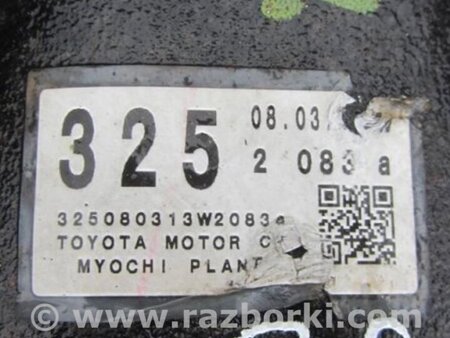 325 08.03.
2 083 a
325080313W2083a
TOYOTA MOTOR
MYOCHI PLANT
www.razborki.com